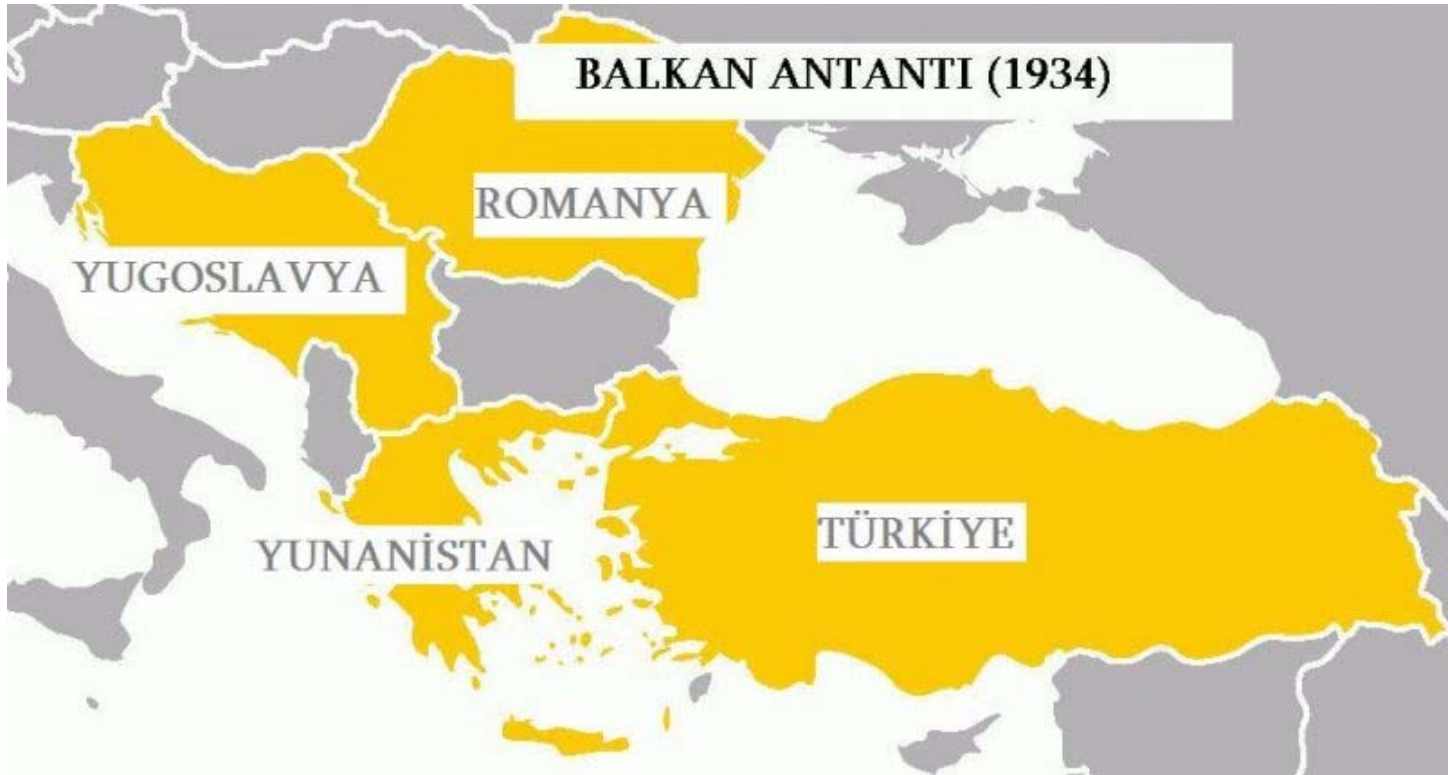 BALKAN ANTANTI (1934)
ROMANYA
YUGOSLAVYA
TÜRKİYE
YUNANİSTAN